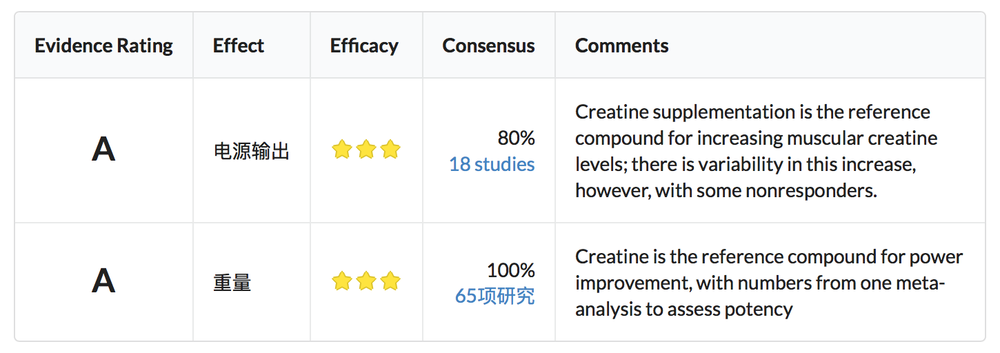 Evidence Rating Effect Efficacy Consensus Comments
A
电源输出
80%
18 studies
Creatine supplementation is the reference
compound for increasing muscular creatine
levels; there is variability in this increase,
however, with some nonresponders.
A
重量
100%
65项研究
Creatine is the reference compound for power
improvement, with numbers from one meta-
analysis to assess potency